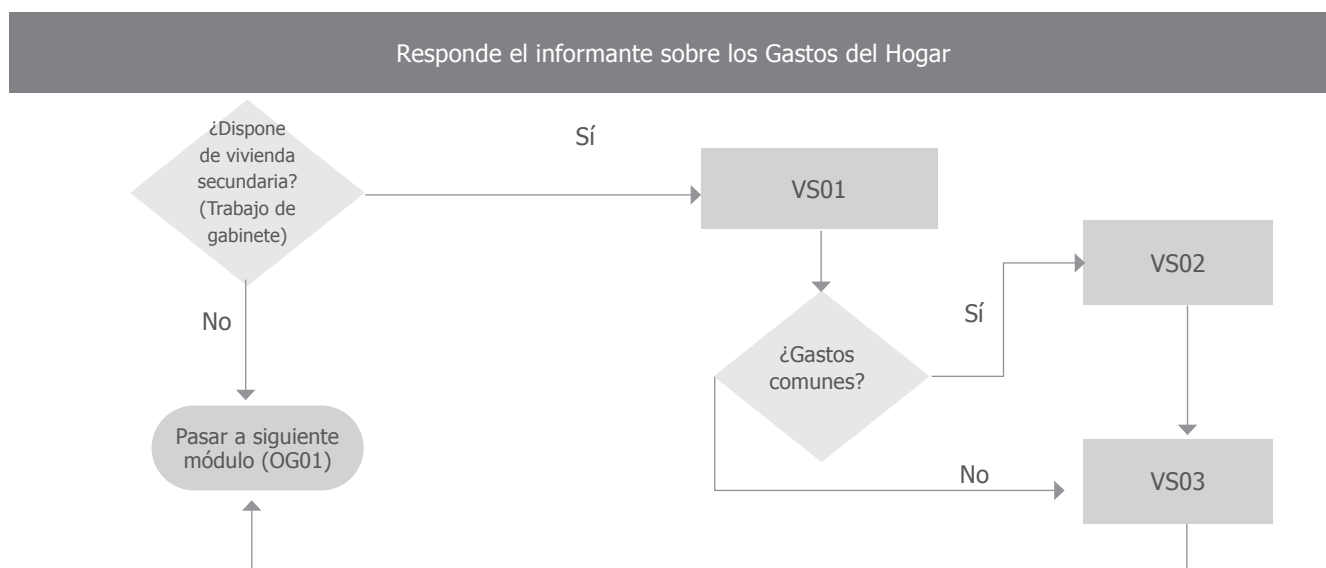 Responde el informante sobre los Gastos del Hogar
¿Dispone
de vivienda
secundaria?
(Trabajo de
gabinete)
Sí
VS01
No
¿Gastos
comunes?
Sí
VS02
Pasar a siguiente
módulo (OG01)
No
VS03